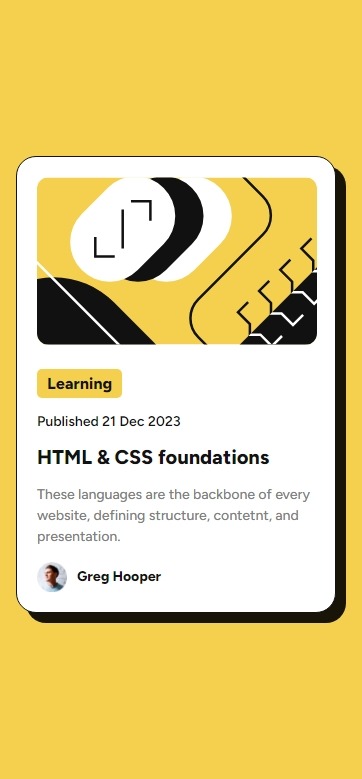 Learning
Published 21 Dec 2023
HTML & CSS foundations
These languages are the backbone of every
website, defining structure, contetnt, and
presentation.
Greg Hooper